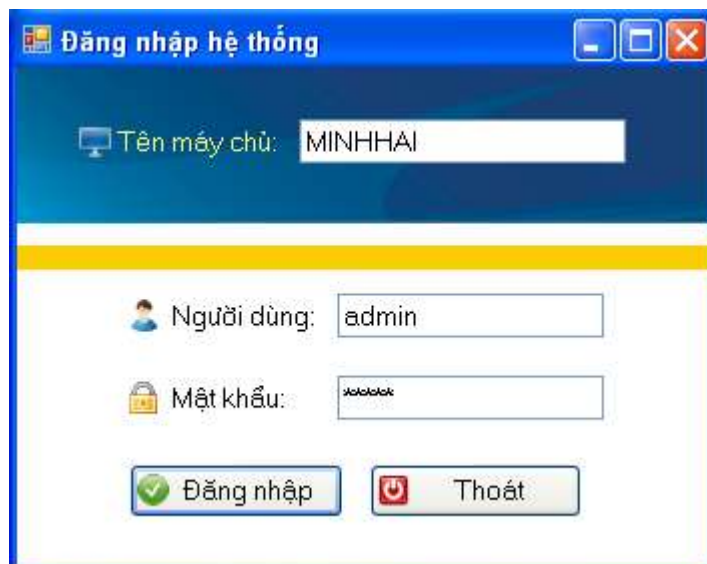 Đăng nhập hệ thống
Tên máy chủ: MINHHAI
Người dùng: admin
Mật khẩu: ******
Đăng nhập Thoát